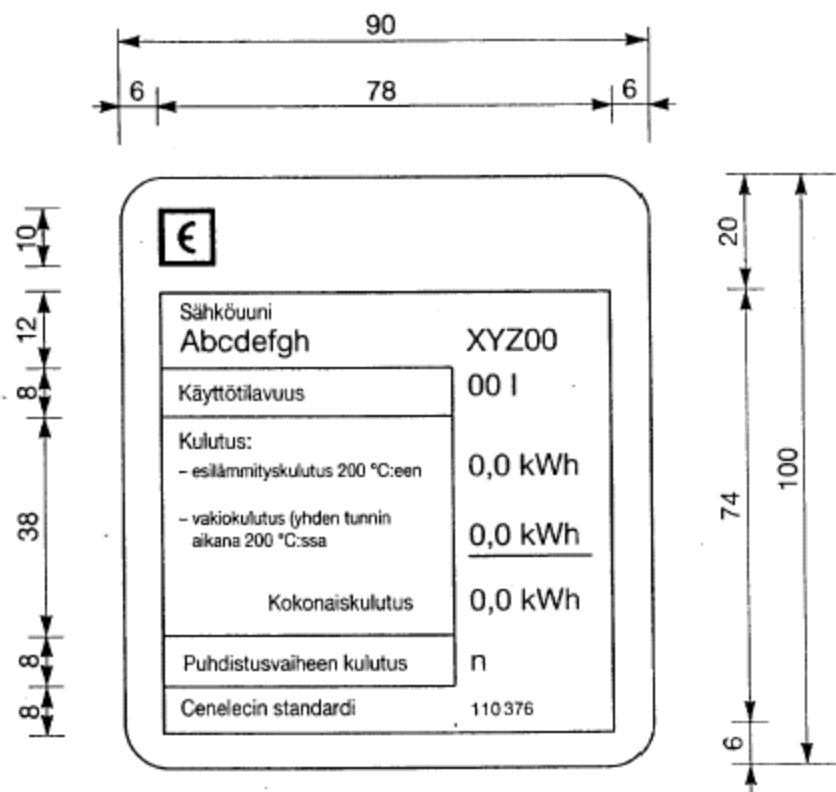 90
6 78 6
10
20
Є
12
Sähköuuni
Abcdefgh XYZ00
8
Käyttötilavuus 00 l
Kulutus:
– esilämmityskulutus 200 °C:een 0,0 kWh
38
74
100
– vakiokulutus (yhden tunnin
aikana 200 °C:ssa 0,0 kWh
Kokonaiskulutus 0,0 kWh
8
Puhdistusvaiheen kulutus n
8
Cenelecin standardi 110 376
6